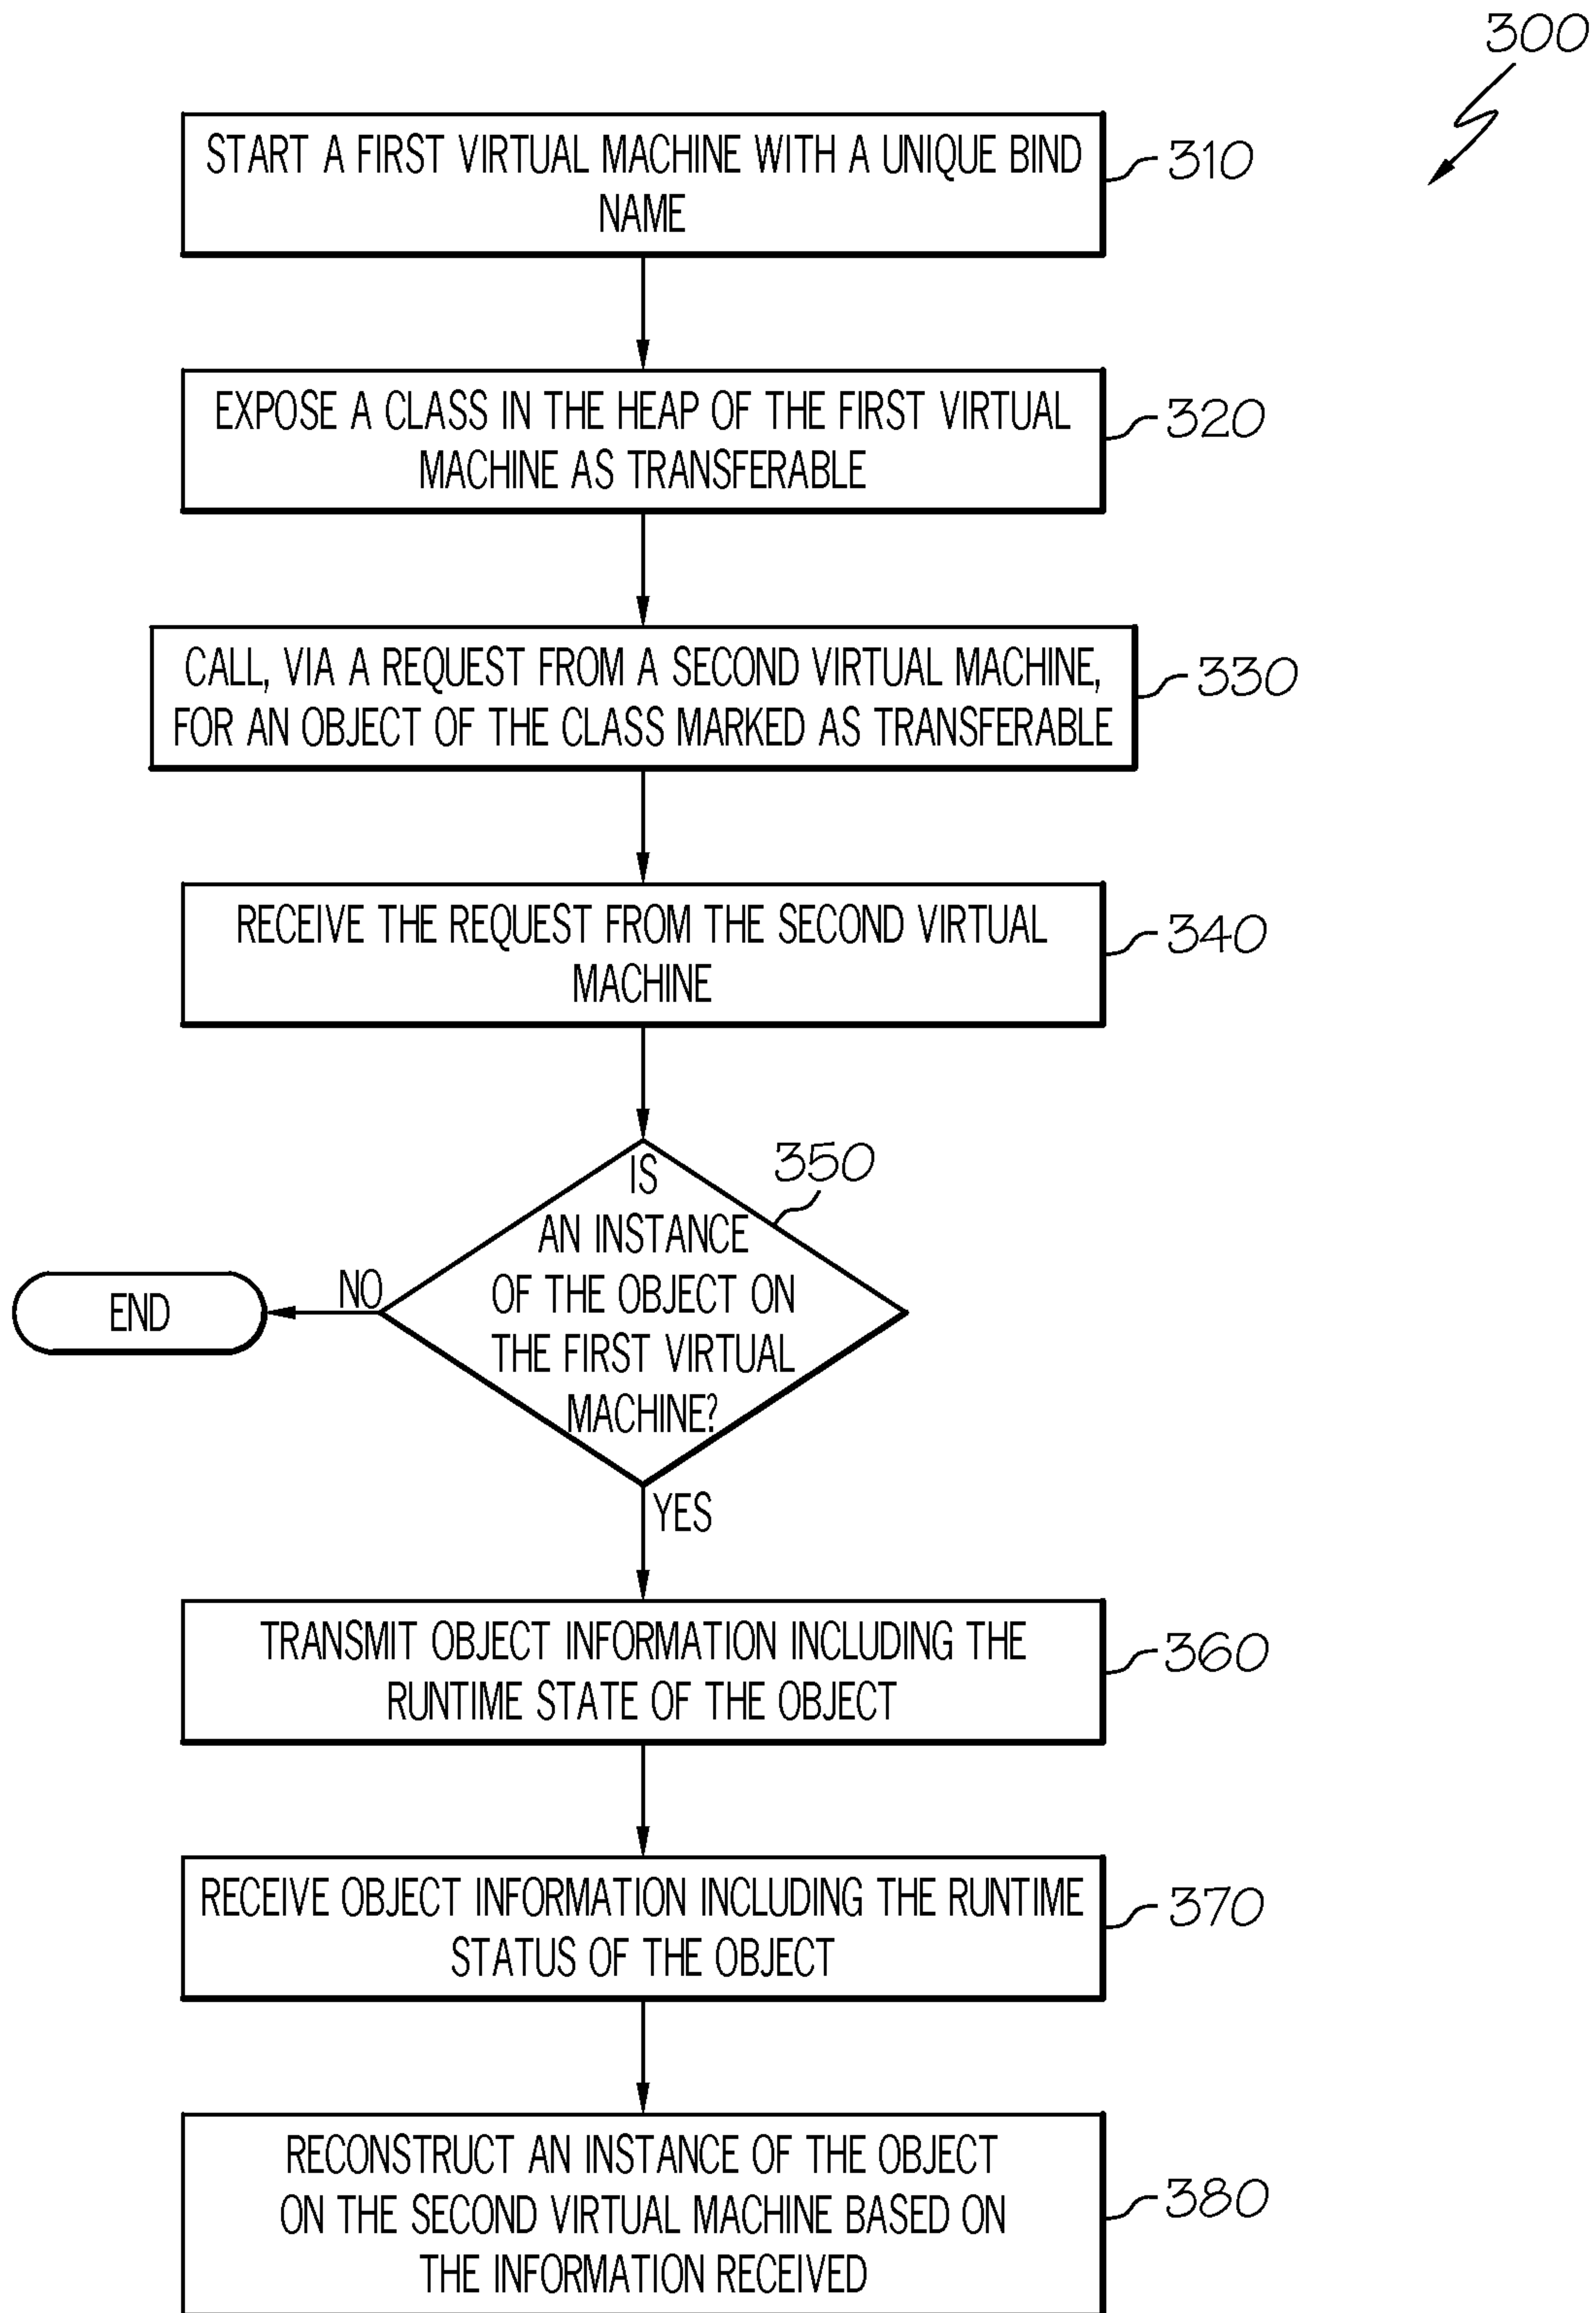 300
START A FIRST VIRTUAL MACHINE WITH A UNIQUE BIND
NAME
310
EXPOSE A CLASS IN THE HEAP OF THE FIRST VIRTUAL
MACHINE AS TRANSFERABLE
320
CALL, VIA A REQUEST FROM A SECOND VIRTUAL MACHINE,
FOR AN OBJECT OF THE CLASS MARKED AS TRANSFERABLE
330
RECEIVE THE REQUEST FROM THE SECOND VIRTUAL
MACHINE
340
IS
AN INSTANCE
OF THE OBJECT ON
THE FIRST VIRTUAL
MACHINE?
350
NO
END
YES
TRANSMIT OBJECT INFORMATION INCLUDING THE
RUNTIME STATE OF THE OBJECT
360
RECEIVE OBJECT INFORMATION INCLUDING THE RUNTIME
STATUS OF THE OBJECT
370
RECONSTRUCT AN INSTANCE OF THE OBJECT
ON THE SECOND VIRTUAL MACHINE BASED ON
THE INFORMATION RECEIVED
380